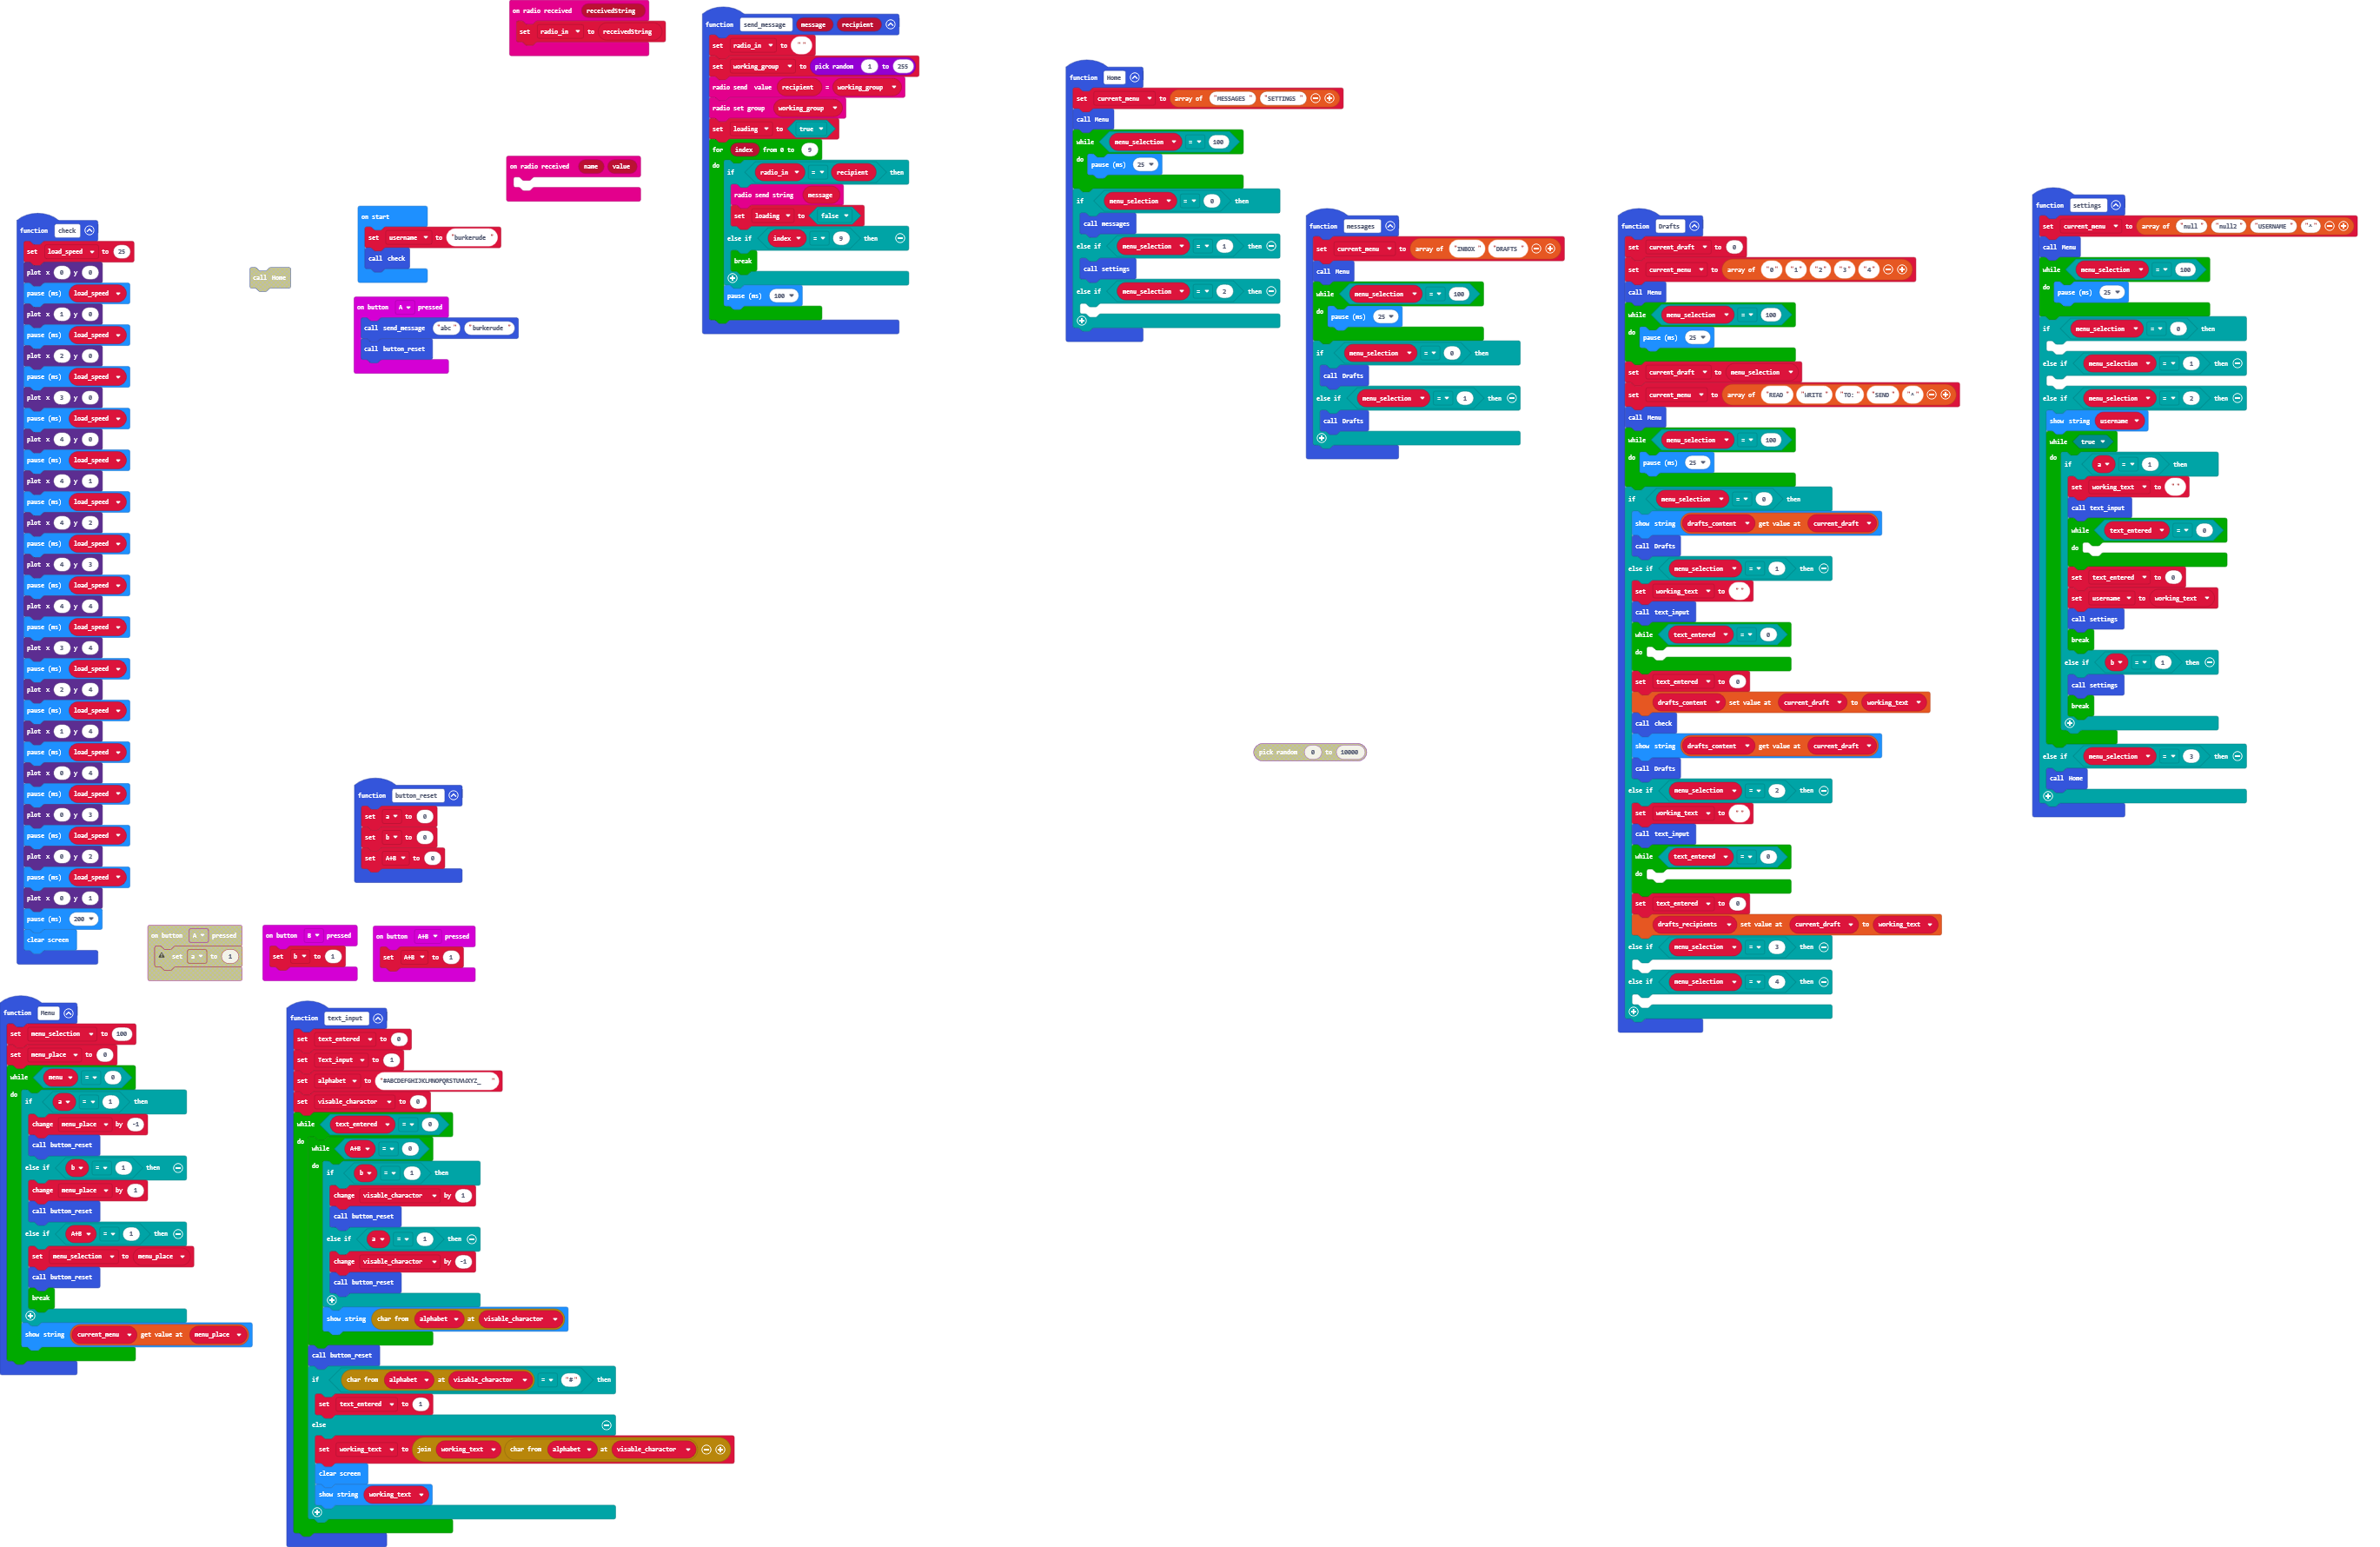 on radio received receivedString
set radio_in to receivedString
on radio received name value
function send_message message recipient
set radio_in to " "
set working_group to pick random 1 to 255
radio send value recipient = working_group
radio set group working_group
set loading to true
for index from 0 to 9
do
if radio_in = recipient then
radio send string message
set loading to false
else if index = 9 then
break
pause (ms) 100
function check
set load_speed to 25
plot x 0 y 0
pause (ms) load_speed
plot x 1 y 0
pause (ms) load_speed
plot x 2 y 0
pause (ms) load_speed
plot x 3 y 0
pause (ms) load_speed
plot x 4 y 0
pause (ms) load_speed
plot x 4 y 1
pause (ms) load_speed
plot x 4 y 2
pause (ms) load_speed
plot x 4 y 3
pause (ms) load_speed
plot x 4 y 4
pause (ms) load_speed
plot x 3 y 4
pause (ms) load_speed
plot x 2 y 4
pause (ms) load_speed
plot x 1 y 4
pause (ms) load_speed
plot x 0 y 4
pause (ms) load_speed
plot x 0 y 3
pause (ms) load_speed
plot x 0 y 2
pause (ms) load_speed
plot x 0 y 1
pause (ms) 200
clear screen
call Home
on start
set username to "burkerude "
call check
on button A pressed
call send_message "abc " "burkerude "
call button_reset
function button_reset
set a to 0
set b to 0
set A+B to 0
on button A pressed
set a to 1
on button B pressed
set b to 1
on button A+B pressed
set A+B to 1
function Menu
set menu_selection to 100
set menu_place to 0
while menu = 0
do
if a = 1 then
change menu_place by -1
call button_reset
else if b = 1 then
change menu_place by 1
call button_reset
else if A+B = 1 then
set menu_selection to menu_place
call button_reset
break
show string current_menu get value at menu_place
function text_input
set text_entered to 0
set Text_input to 1
set alphabet to "#ABCDEFGHIJKLMNOPQRSTUVWXYZ_ "
set visable_charactor to 0
while text_entered = 0
do
while A+B = 0
do
if b = 1 then
change visable_charactor by 1
call button_reset
else if a = 1 then
change visable_charactor by -1
call button_reset
show string char from alphabet at visable_charactor
call button_reset
if char from alphabet at visable_charactor = "#" then
set text_entered to 1
else
set working_text to join working_text char from alphabet at visable_charactor
clear screen
show string working_text
function Home
set current_menu to array of "MESSAGES " "SETTINGS "
call Menu
while menu_selection = 100
do
pause (ms) 25
if menu_selection = 0 then
call messages
else if menu_selection = 1 then
call settings
else if menu_selection = 2 then
function messages
set current_menu to array of "INBOX " "DRAFTS "
call Menu
while menu_selection = 100
do
pause (ms) 25
if menu_selection = 0 then
call Drafts
else if menu_selection = 1 then
call Drafts
pick random 0 to 10000
function Drafts
set current_draft to 0
set current_menu to array of "0" "1" "2" "3" "4"
call Menu
while menu_selection = 100
do
pause (ms) 25
set current_draft to menu_selection
set current_menu to array of "READ " "WRITE " "TO: " "SEND " "^"
call Menu
while menu_selection = 100
do
pause (ms) 25
if menu_selection = 0 then
show string drafts_content get value at current_draft
call Drafts
else if menu_selection = 1 then
set working_text to " "
call text_input
while text_entered = 0
do
set text_entered to 0
drafts_content set value at current_draft to working_text
call check
show string drafts_content get value at current_draft
call Drafts
else if menu_selection = 2 then
set working_text to " "
call text_input
while text_entered = 0
do
set text_entered to 0
drafts_recipients set value at current_draft to working_text
else if menu_selection = 3 then
else if menu_selection = 4 then
function settings
set current_menu to array of "null " "null2 " "USERNAME " "^"
call Menu
while menu_selection = 100
do
pause (ms) 25
if menu_selection = 0 then
else if menu_selection = 1 then
else if menu_selection = 2 then
show string username
while true
do
if a = 1 then
set working_text to " "
call text_input
while text_entered = 0
do
set text_entered to 0
set username to working_text
call settings
break
else if b = 1 then
call settings
break
else if menu_selection = 3 then
call Home